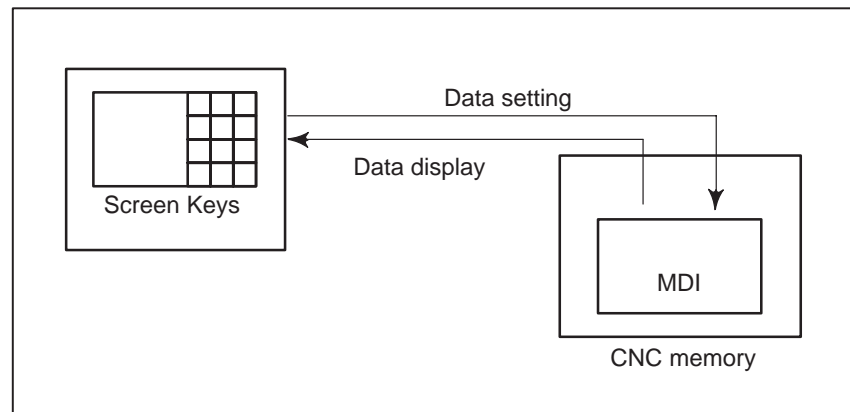 Data setting
Data display
Screen Keys
MDI
CNC memory